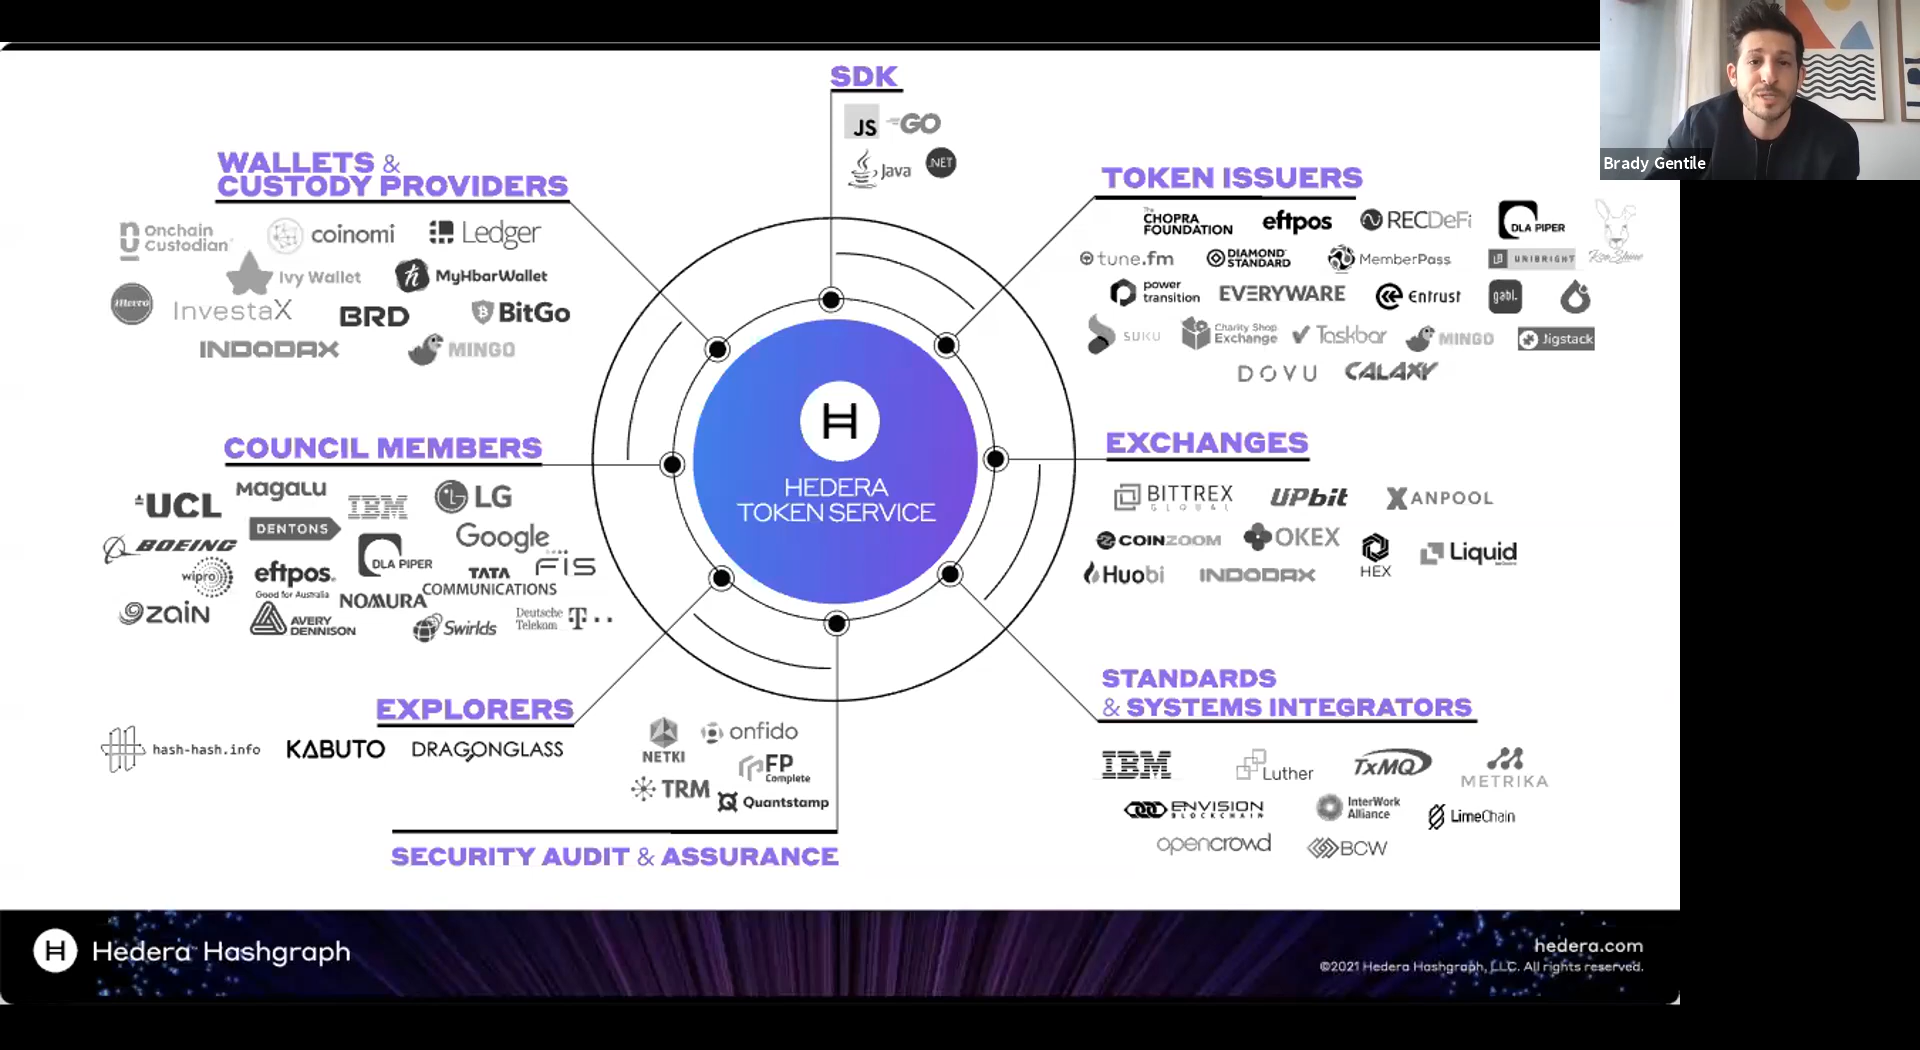 SDK
JS
GO
Java
.NET
WALLETS &
CUSTODY PROVIDERS
Onchain
Custodian
coinomi
Ledger
Ivy Wallet
MyHbarWallet
InvestaX
BRD
BitGo
INDODAX
MINGO
TOKEN ISSUERS
The
CHOPRA
FOUNDATION
eftpos
RECDeFi
DLA PIPER
tune.fm
DIAMOND
STANDARD
MemberPass
UNIBRIGHT
power
transition
EVERYWARE
Entrust
gabl.
SUKU
Charity Shop
Exchange
Taskbar
MINGO
Jigstack
DOVU
CALAXY
COUNCIL MEMBERS
UCL
magalu
IBM
LG
DENTONS
BOEING
DLA PIPER
Google
FIS
wipro
eftpos.
Good for Australia
TATA
COMMUNICATIONS
NOMURA
zain
AVERY
DENNISON
Swirlds
Deutsche
Telekom
T
HEDERA
TOKEN SERVICE
EXCHANGES
BITTREX
GLOBAL
UPbit
XANPOOL
COINZOOM
OKEX
HEX
Liquid
Huobi
INDODAX
EXPLORERS
hash-hash.info
KABUTO
DRAGONGLASS
NETKI
onfido
FP
Complete
TRM
Quantstamp
SECURITY AUDIT & ASSURANCE
STANDARDS
& SYSTEMS INTEGRATORS
IBM
Luther
TxMQ
METRIKA
ENVISION
BLOCKCHAIN
InterWork
Alliance
LimeChain
opencrowd
BCW
Hedera Hashgraph
hedera.com
©2021 Hedera Hashgraph, LLC. All rights reserved.
Brady Gentile